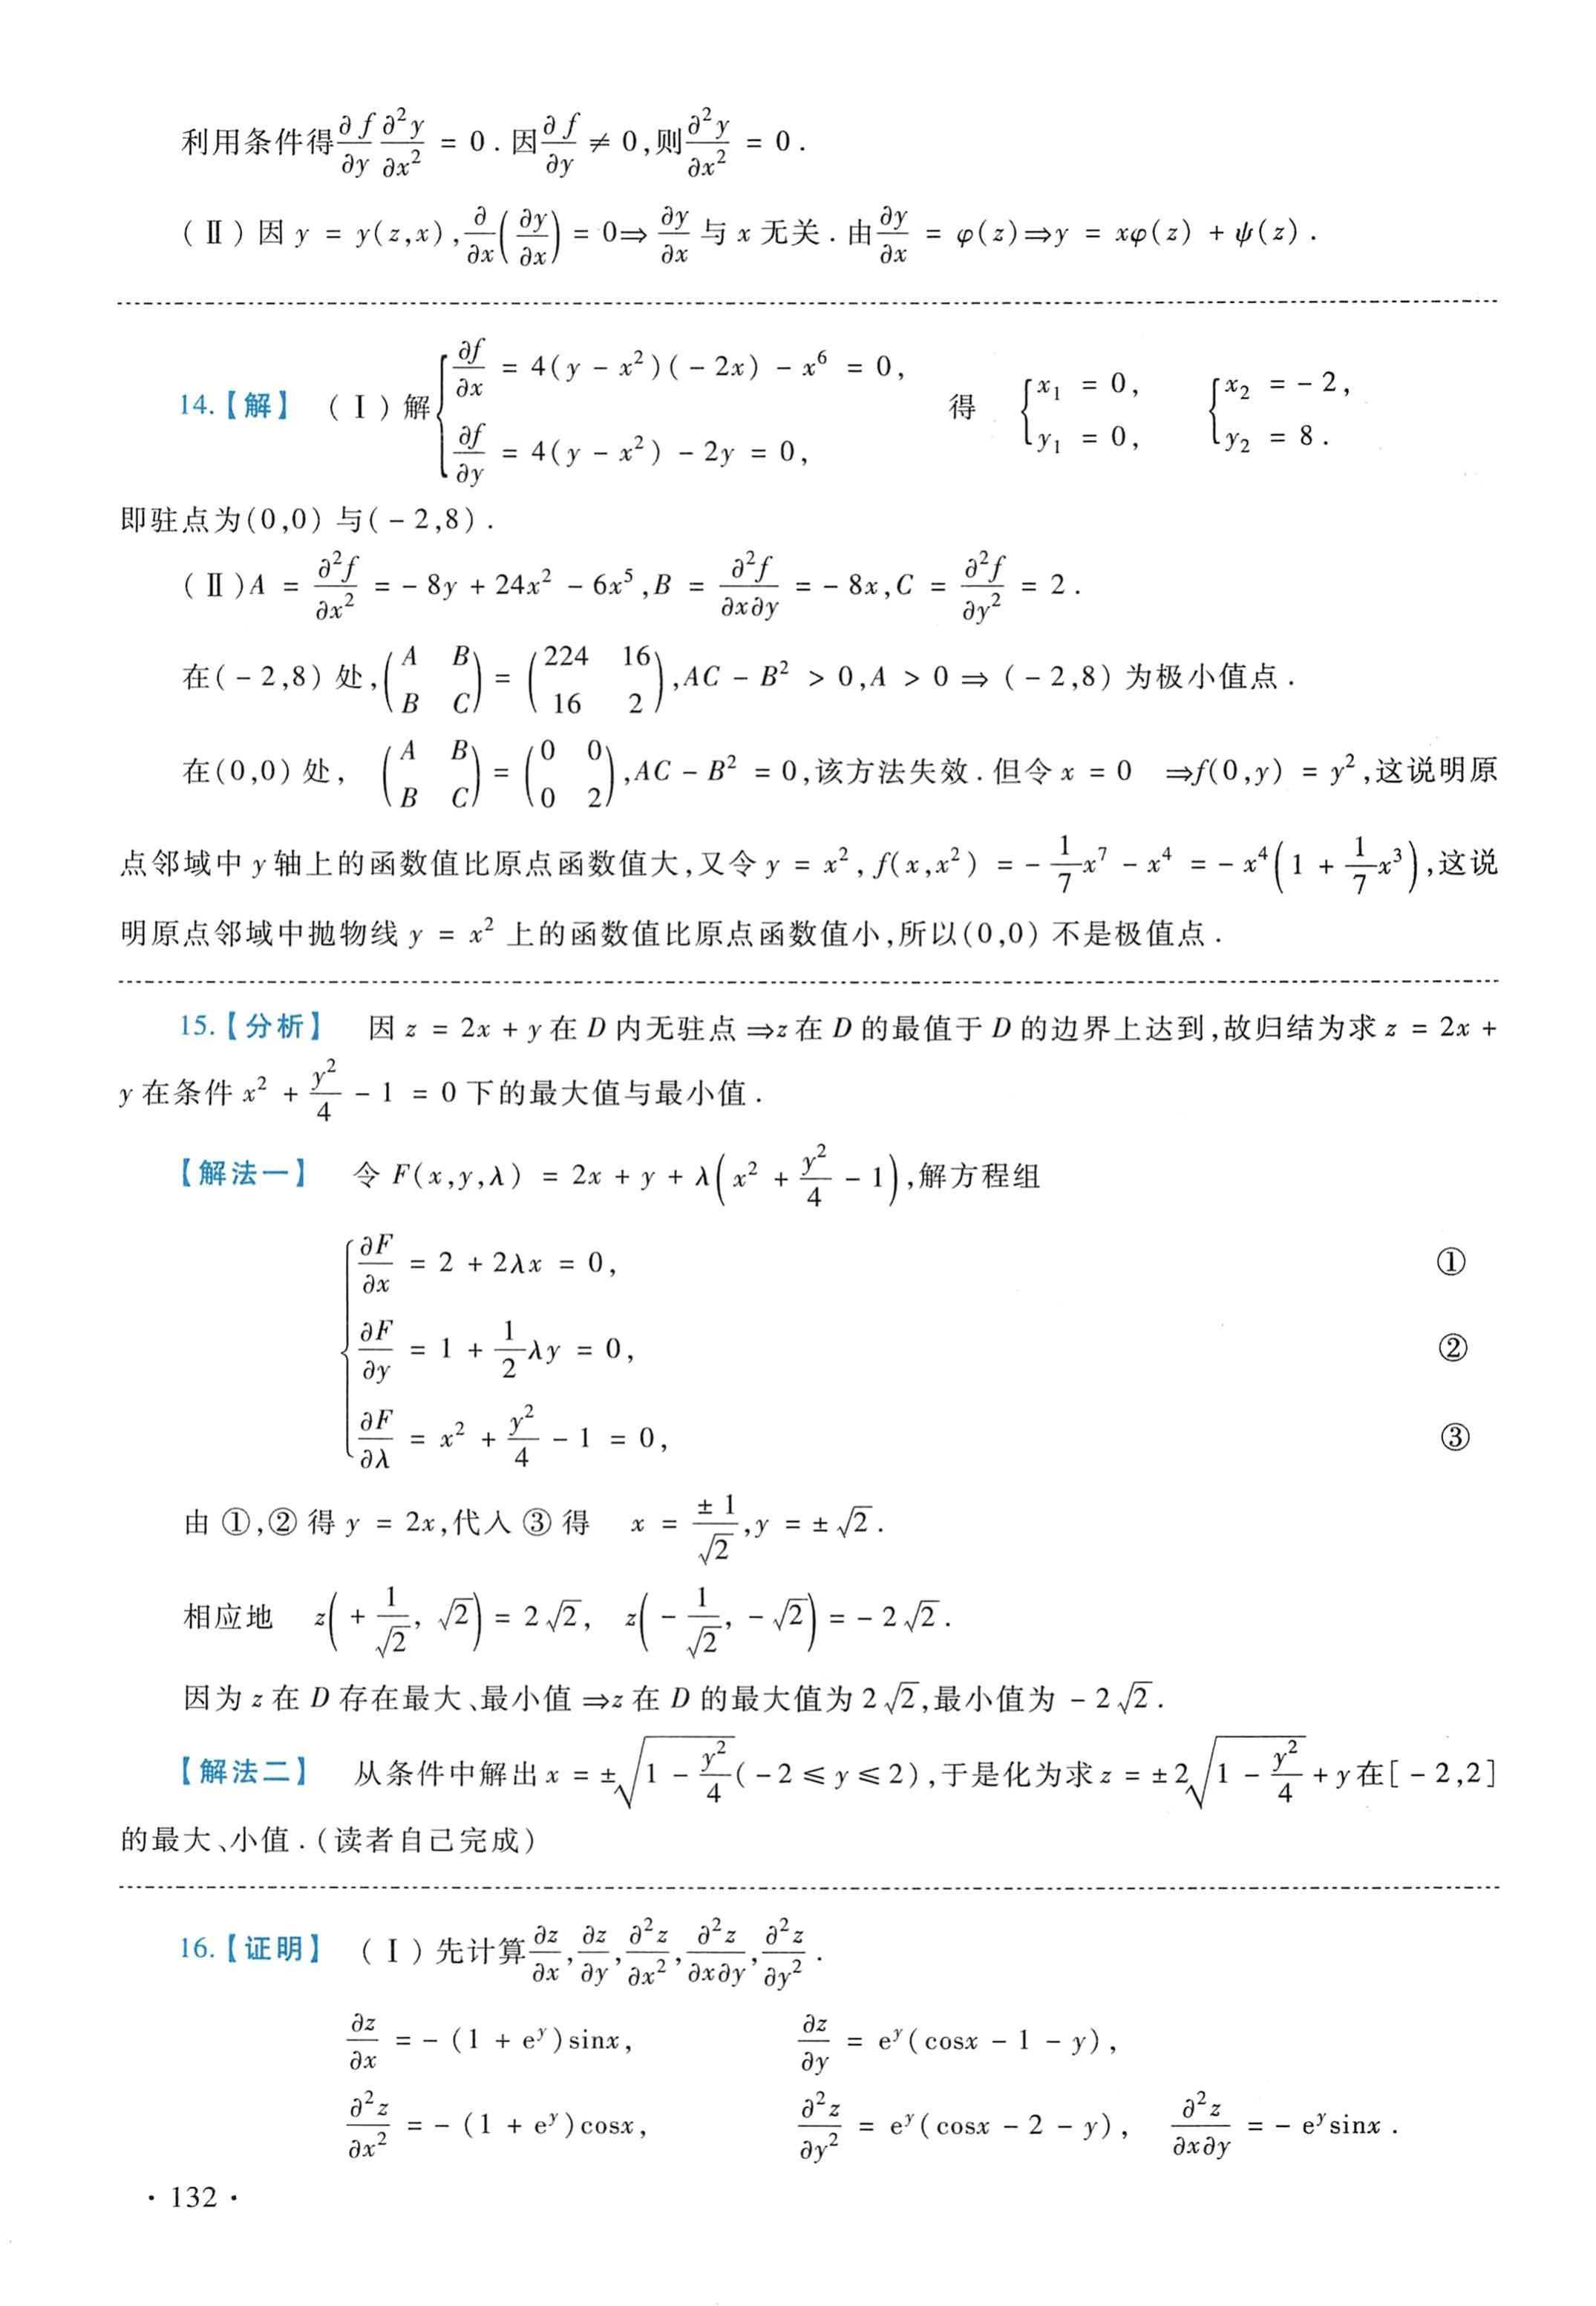 利用条件得 $\frac{\partial f}{\partial y}\frac{\partial^2 y}{\partial x^2} = 0$ . 因 $\frac{\partial f}{\partial y} \neq 0$ ,则 $\frac{\partial^2 y}{\partial x^2} = 0$ .
(Ⅱ) 因 $y = y(z,x)$ , $\frac{\partial}{\partial x}\left(\frac{\partial y}{\partial x}\right) = 0 \Rightarrow \frac{\partial y}{\partial x}$ 与 $x$ 无关 . 由 $\frac{\partial y}{\partial x} = \varphi(z) \Rightarrow y = x\varphi(z) + \psi(z)$ .
14.【解】 (Ⅰ) 解 $\begin{cases} \frac{\partial f}{\partial x} = 4(y - x^2)(-2x) - x^6 = 0, \\ \frac{\partial f}{\partial y} = 4(y - x^2) - 2y = 0, \end{cases}$ 得 $\begin{cases} x_1 = 0, \\ y_1 = 0, \end{cases}$ $\begin{cases} x_2 = -2, \\ y_2 = 8. \end{cases}$
即驻点为(0,0) 与(-2,8) .
(Ⅱ) $A = \frac{\partial^2 f}{\partial x^2} = -8y + 24x^2 - 6x^5$ , $B = \frac{\partial^2 f}{\partial x \partial y} = -8x$ , $C = \frac{\partial^2 f}{\partial y^2} = 2$ .
在(-2,8) 处, $\begin{pmatrix} A & B \\ B & C \end{pmatrix} = \begin{pmatrix} 224 & 16 \\ 16 & 2 \end{pmatrix}$ , $AC - B^2 > 0, A > 0 \Rightarrow (-2,8)$ 为极小值点 .
在(0,0) 处, $\begin{pmatrix} A & B \\ B & C \end{pmatrix} = \begin{pmatrix} 0 & 0 \\ 0 & 2 \end{pmatrix}$ , $AC - B^2 = 0$ ,该方法失效 . 但令 $x = 0 \Rightarrow f(0,y) = y^2$ ,这说明原
点邻域中 $y$ 轴上的函数值比原点函数值大,又令 $y = x^2$ , $f(x,x^2) = -\frac{1}{7}x^7 - x^4 = -x^4\left(1 + \frac{1}{7}x^3\right)$ ,这说
明原点邻域中抛物线 $y = x^2$ 上的函数值比原点函数值小,所以(0,0) 不是极值点 .
15.【分析】 因 $z = 2x + y$ 在 $D$ 内无驻点 $\Rightarrow z$ 在 $D$ 的最值于 $D$ 的边界上达到,故归结为求 $z = 2x +$
$y$ 在条件 $x^2 + \frac{y^2}{4} - 1 = 0$ 下的最大值与最小值 .
【解法一】 令 $F(x,y,\lambda) = 2x + y + \lambda\left(x^2 + \frac{y^2}{4} - 1\right)$ ,解方程组
$\frac{\partial F}{\partial x} = 2 + 2\lambda x = 0,$ ①
$\frac{\partial F}{\partial y} = 1 + \frac{1}{2}\lambda y = 0,$ ②
$\frac{\partial F}{\partial \lambda} = x^2 + \frac{y^2}{4} - 1 = 0,$ ③
由 ①,② 得 $y = 2x$ ,代入 ③ 得 $x = \frac{\pm 1}{\sqrt{2}}, y = \pm\sqrt{2}$ .
相应地 $z\left(+\frac{1}{\sqrt{2}}, \sqrt{2}\right) = 2\sqrt{2}$ , $z\left(-\frac{1}{\sqrt{2}}, -\sqrt{2}\right) = -2\sqrt{2}$ .
因为 $z$ 在 $D$ 存在最大、最小值 $\Rightarrow z$ 在 $D$ 的最大值为 $2\sqrt{2}$ ,最小值为 $-2\sqrt{2}$ .
【解法二】 从条件中解出 $x = \pm\sqrt{1 - \frac{y^2}{4}}(-2 \leqslant y \leqslant 2)$ ,于是化为求 $z = \pm 2\sqrt{1 - \frac{y^2}{4}} + y$ 在[-2,2]
的最大、小值 . (读者自己完成)
16.【证明】 (Ⅰ) 先计算 $\frac{\partial z}{\partial x}, \frac{\partial z}{\partial y}, \frac{\partial^2 z}{\partial x^2}, \frac{\partial^2 z}{\partial x \partial y}, \frac{\partial^2 z}{\partial y^2}$ .
$\frac{\partial z}{\partial x} = -(1 + e^y)\sin x,$ $\frac{\partial z}{\partial y} = e^y(\cos x - 1 - y),$
$\frac{\partial^2 z}{\partial x^2} = -(1 + e^y)\cos x,$ $\frac{\partial^2 z}{\partial y^2} = e^y(\cos x - 2 - y),$ $\frac{\partial^2 z}{\partial x \partial y} = -e^y \sin x .$
· 132 ·